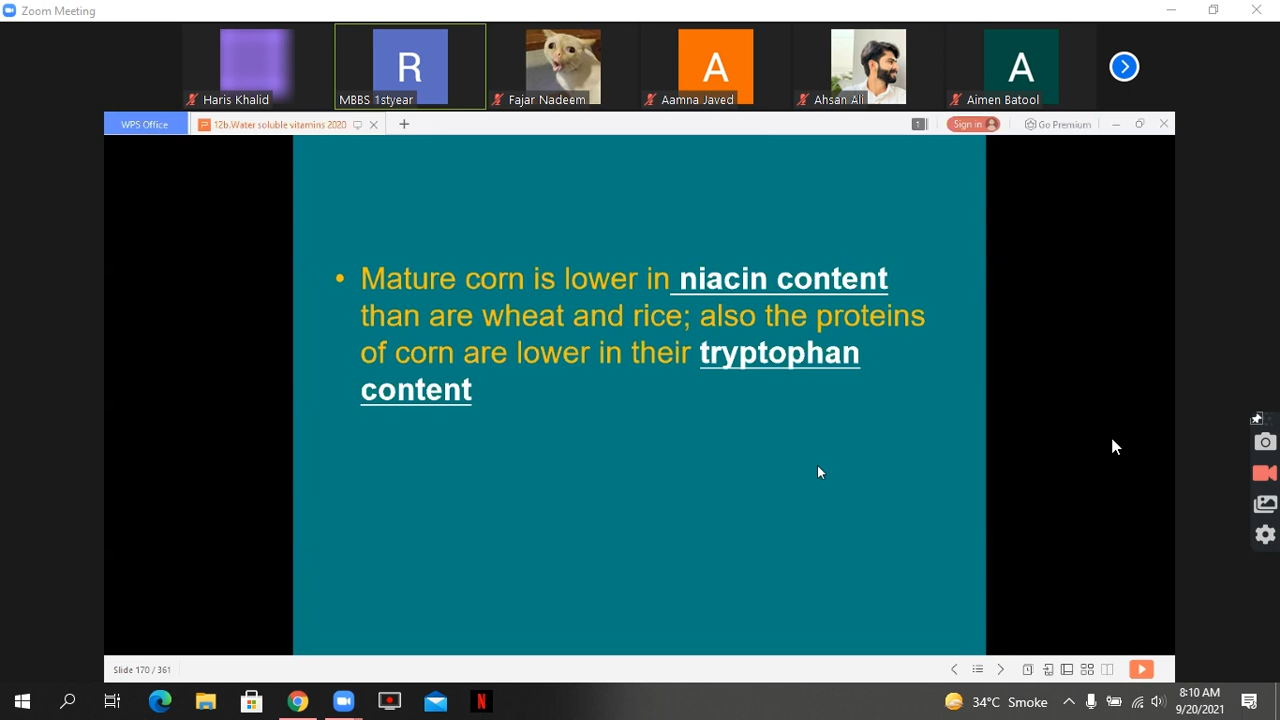 Zoom Meeting
R
A
A
Haris Khalid
MBBS 1styear
Fajar Nadeem
Aamna Javed
Ahsan Ali
Aimen Batool
WPS Office
12b.Water soluble vitamins 2020
1
Sign in
Go Premium
• Mature corn is lower in niacin content
than are wheat and rice; also the proteins
of corn are lower in their tryptophan
content
Slide 170 / 361
N
34°C Smoke
8:10 AM
9/20/2021